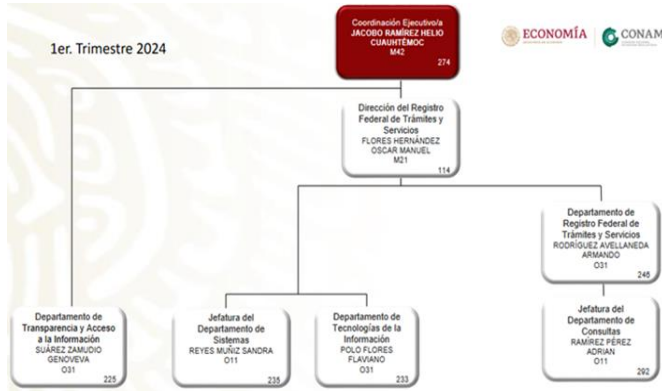 1er. Trimestre 2024
Coordinación Ejecutivo/a
JACOBO RAMÍREZ HELIO
CUAUHTÉMOC
M42
274
ECONOMÍA
CONAM
Dirección del Registro
Federal de Trámites y
Servicios
FLORES HERNÁNDEZ
OSCAR MANUEL
M21
114
Departamento de
Registro Federal de
Trámites y Servicios
RODRÍGUEZ AVELLANEDA
ARMANDO
O31
246
Departamento de
Transparencia y Acceso
a la Información
SUÁREZ ZAMUDIO
GENOVEVA
O31
225
Jefatura del
Departamento de
Sistemas
REYES MUÑIZ SANDRA
O11
235
Departamento de
Tecnologías de la
Información
POLO FLORES
FLAVIANO
O31
233
Jefatura del
Departamento de
Consultas
RAMÍREZ PÉREZ
ADRIAN
O11
292